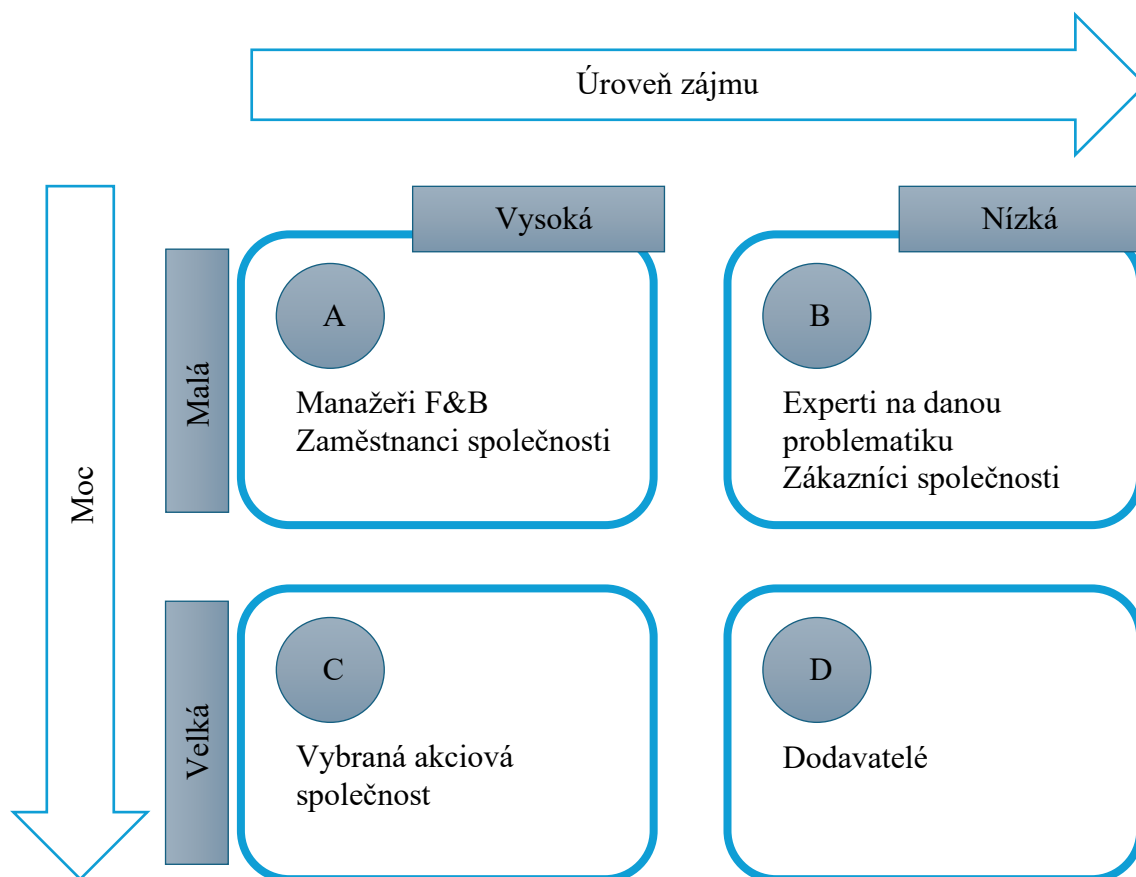 Úroveň zájmu
Vysoká
Nízká
Moc
Malá
A
Manažeři F&B
Zaměstnanci společnosti
B
Experti na danou
problematiku
Zákazníci společnosti
Velká
C
Vybraná akciová
společnost
D
Dodavatelé